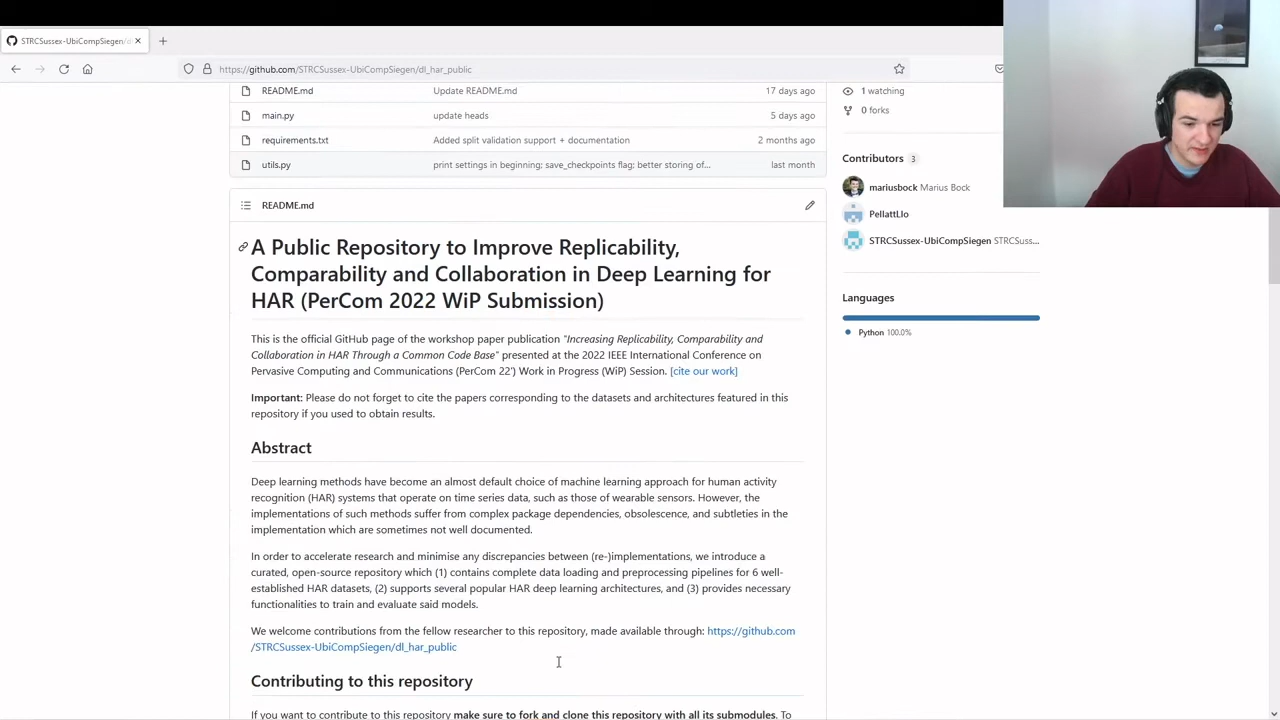 STRCSussex-UbiCompSiegen/d
https://github.com/STRCSussex-UbiCompSiegen/dl_har_public
README.md Update README.md 17 days ago
main.py update heads 5 days ago
requirements.txt Added split validation support + documentation 2 months ago
utils.py print settings in beginning; save_checkpoints flag; better storing of... last month
README.md
A Public Repository to Improve Replicability,
Comparability and Collaboration in Deep Learning for
HAR (PerCom 2022 WiP Submission)
This is the official GitHub page of the workshop paper publication "Increasing Replicability, Comparability and
Collaboration in HAR Through a Common Code Base" presented at the 2022 IEEE International Conference on
Pervasive Computing and Communications (PerCom 22') Work in Progress (WiP) Session. [cite our work]
Important: Please do not forget to cite the papers corresponding to the datasets and architectures featured in this
repository if you used to obtain results.
Abstract
Deep learning methods have become an almost default choice of machine learning approach for human activity
recognition (HAR) systems that operate on time series data, such as those of wearable sensors. However, the
implementations of such methods suffer from complex package dependencies, obsolescence, and subtleties in the
implementation which are sometimes not well documented.
In order to accelerate research and minimise any discrepancies between (re-)implementations, we introduce a
curated, open-source repository which (1) contains complete data loading and preprocessing pipelines for 6 well-
established HAR datasets, (2) supports several popular HAR deep learning architectures, and (3) provides necessary
functionalities to train and evaluate said models.
We welcome contributions from the fellow researcher to this repository, made available through: https://github.com
/STRCSussex-UbiCompSiegen/dl_har_public
Contributing to this repository
If you want to contribute to this repository make sure to fork and clone this repository with all its submodules. To
1 watching
0 forks
Contributors 3
mariusbock Marius Bock
PellattLlo
STRCSussex-UbiCompSiegen STRCSuss...
Languages
Python 100.0%